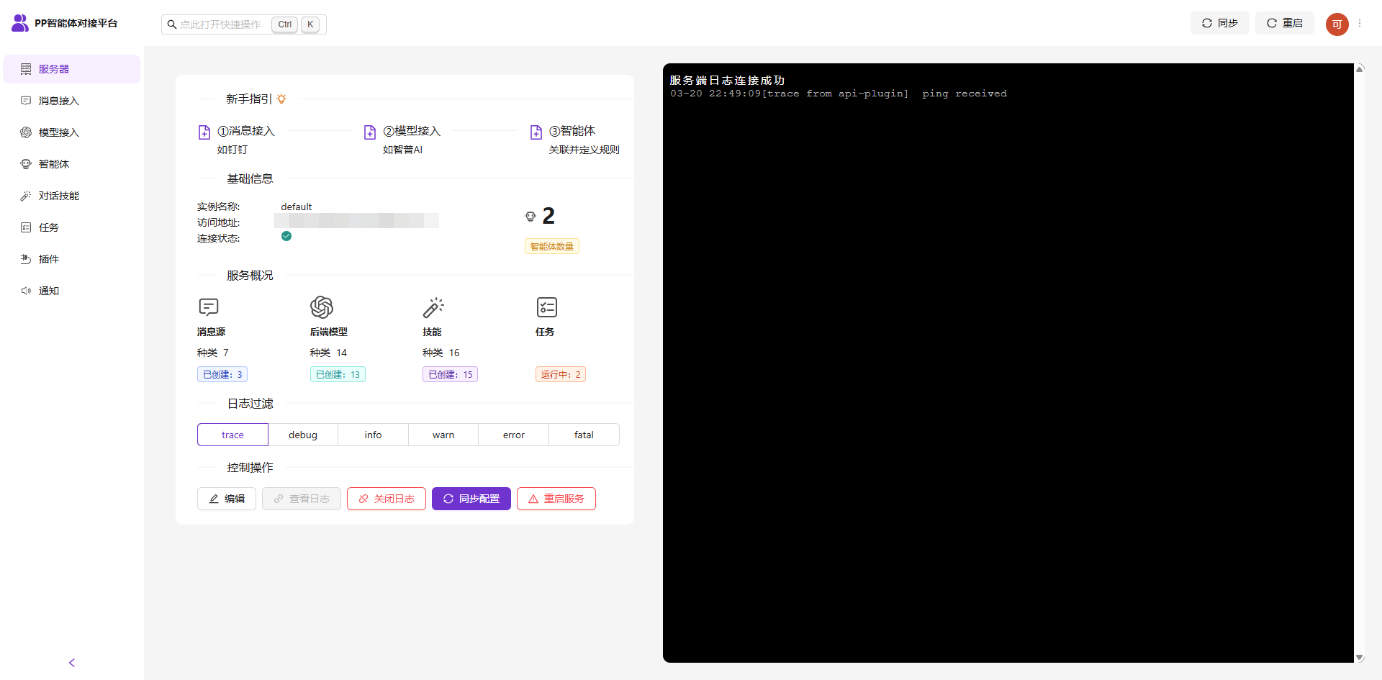 PP智能体对接平台
点此打开快捷操作 Ctrl K
同步 重启 可
服务器
消息接入
模型接入
智能体
对话技能
任务
插件
通知
新手指引
①消息接入 ②模型接入 ③智能体
如钉钉 如智普AI 关联并定义规则
基础信息
实例名称: default
访问地址:
连接状态:
2
智能体数量
服务概况
消息源 后端模型 技能 任务
种类 7 种类 14 种类 16
已创建: 3 已创建: 13 已创建: 15 运行中: 2
日志过滤
trace debug info warn error fatal
控制操作
编辑 查看日志 关闭日志 同步配置 重启服务
服务端日志连接成功
03-20 22:49:09[trace from api-plugin] ping received